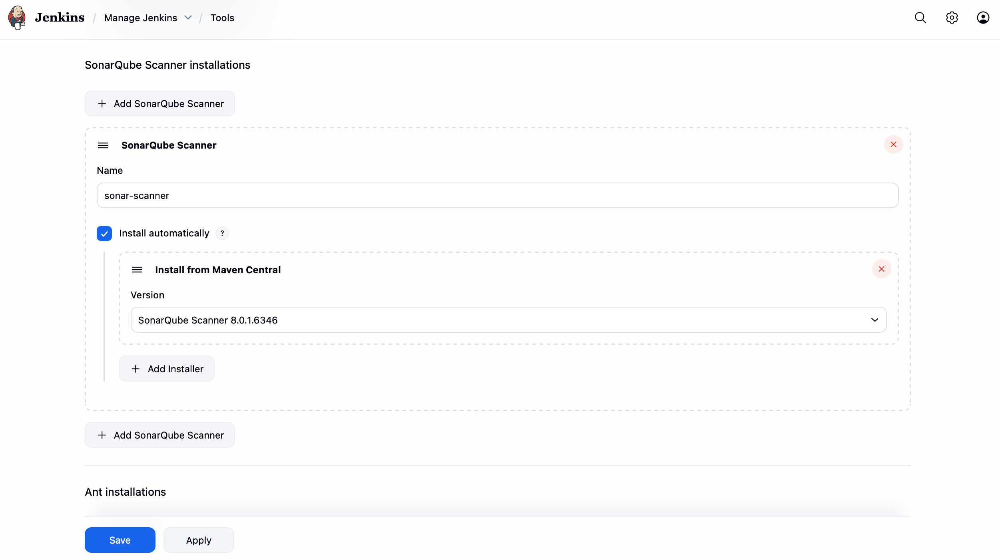 Jenkins / Manage Jenkins / Tools
SonarQube Scanner installations
Add SonarQube Scanner
SonarQube Scanner
Name
sonar-scanner
Install automatically ?
Install from Maven Central
Version
SonarQube Scanner 8.0.1.6346
Add Installer
Add SonarQube Scanner
Ant installations
Save Apply